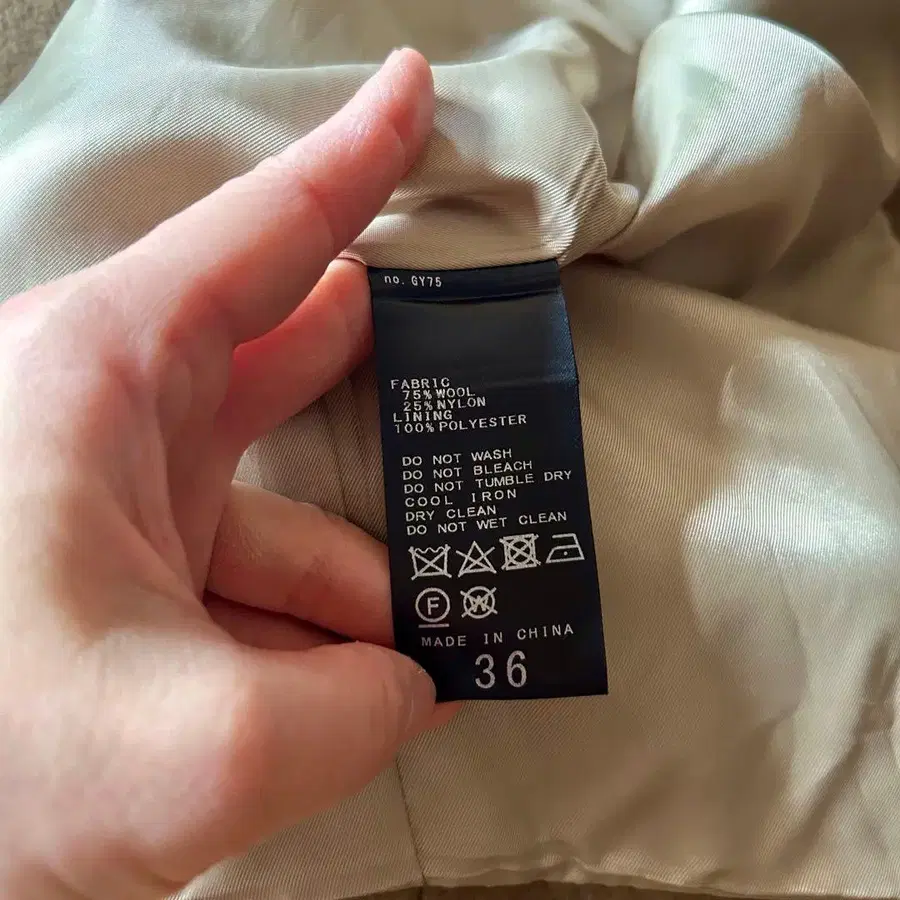 no. GY75
FABRIC
75% WOOL
25% NYLON
LINING
100% POLYESTER
DO NOT WASH
DO NOT BLEACH
DO NOT TUMBLE DRY
COOL IRON
DRY CLEAN
DO NOT WET CLEAN
F W
MADE IN CHINA
36